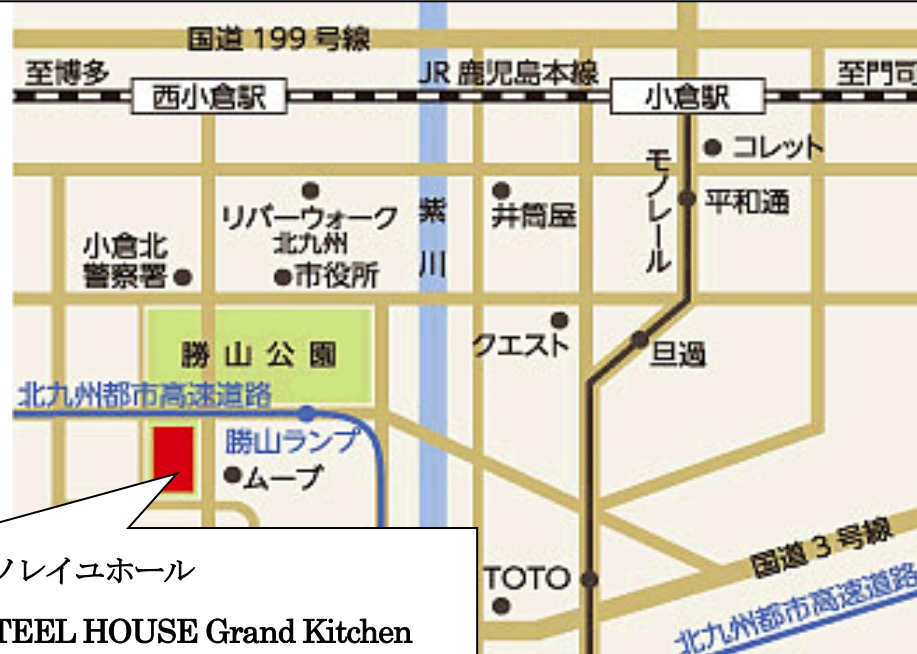 国道 199 号線
至博多
JR 鹿児島本線
至門司
西小倉駅
小倉駅
コレット
モノレール
平和通
リバーウォーク
北九州
紫川
井筒屋
小倉北
警察署
市役所
クエスト
旦過
勝山公園
北九州都市高速道路
勝山ランプ
ムーブ
ソレイユホール
TEEL HOUSE Grand Kitchen
TOTO
国道 3 号線
北九州都市高速道路